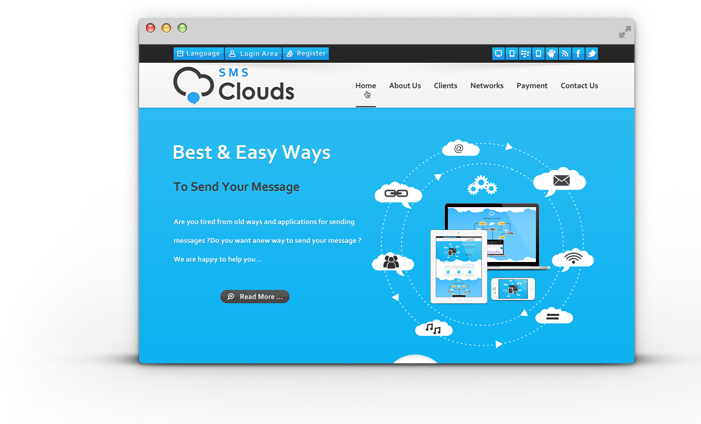 Language Login Area Register
SMS
Clouds
Home About Us Clients Networks Payment Contact Us
Best & Easy Ways
To Send Your Message
Are you tired from old ways and applications for sending
messages ?Do you want anew way to send your message ?
We are happy to help you ..
Read More ...
@